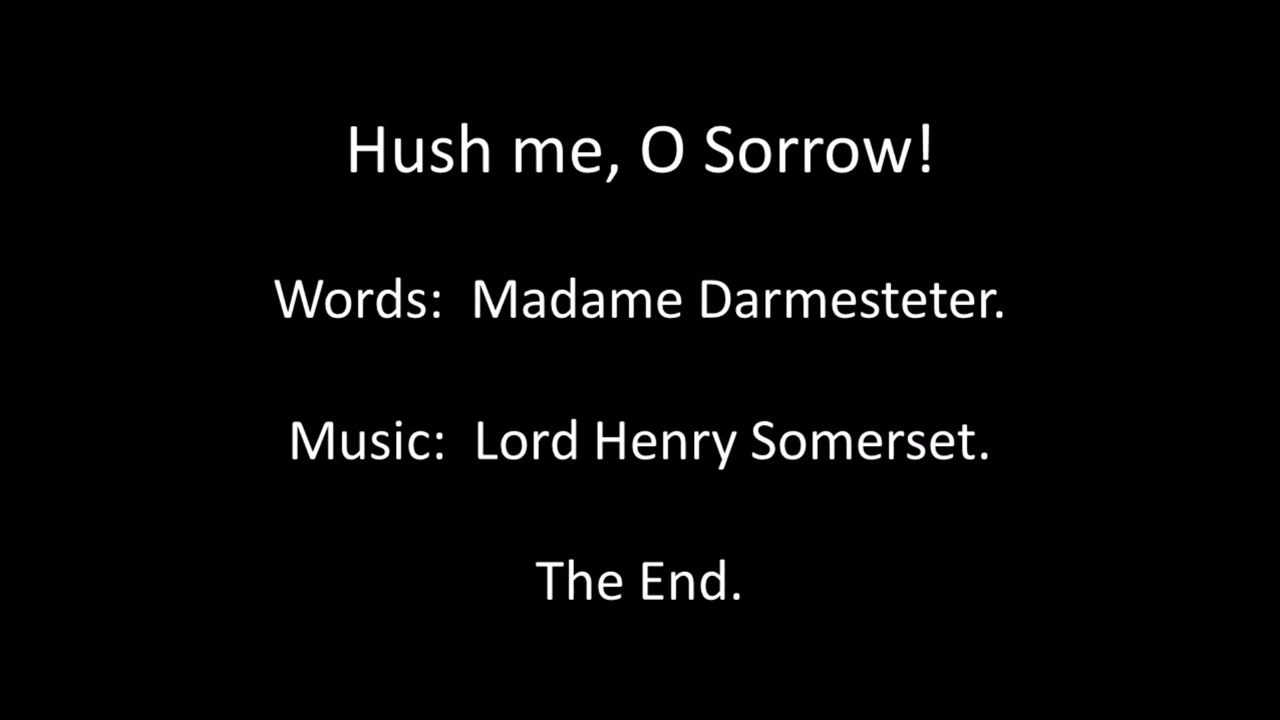 Hush me, O Sorrow!
Words:  Madame Darmesteter.
Music:  Lord Henry Somerset.
The End.